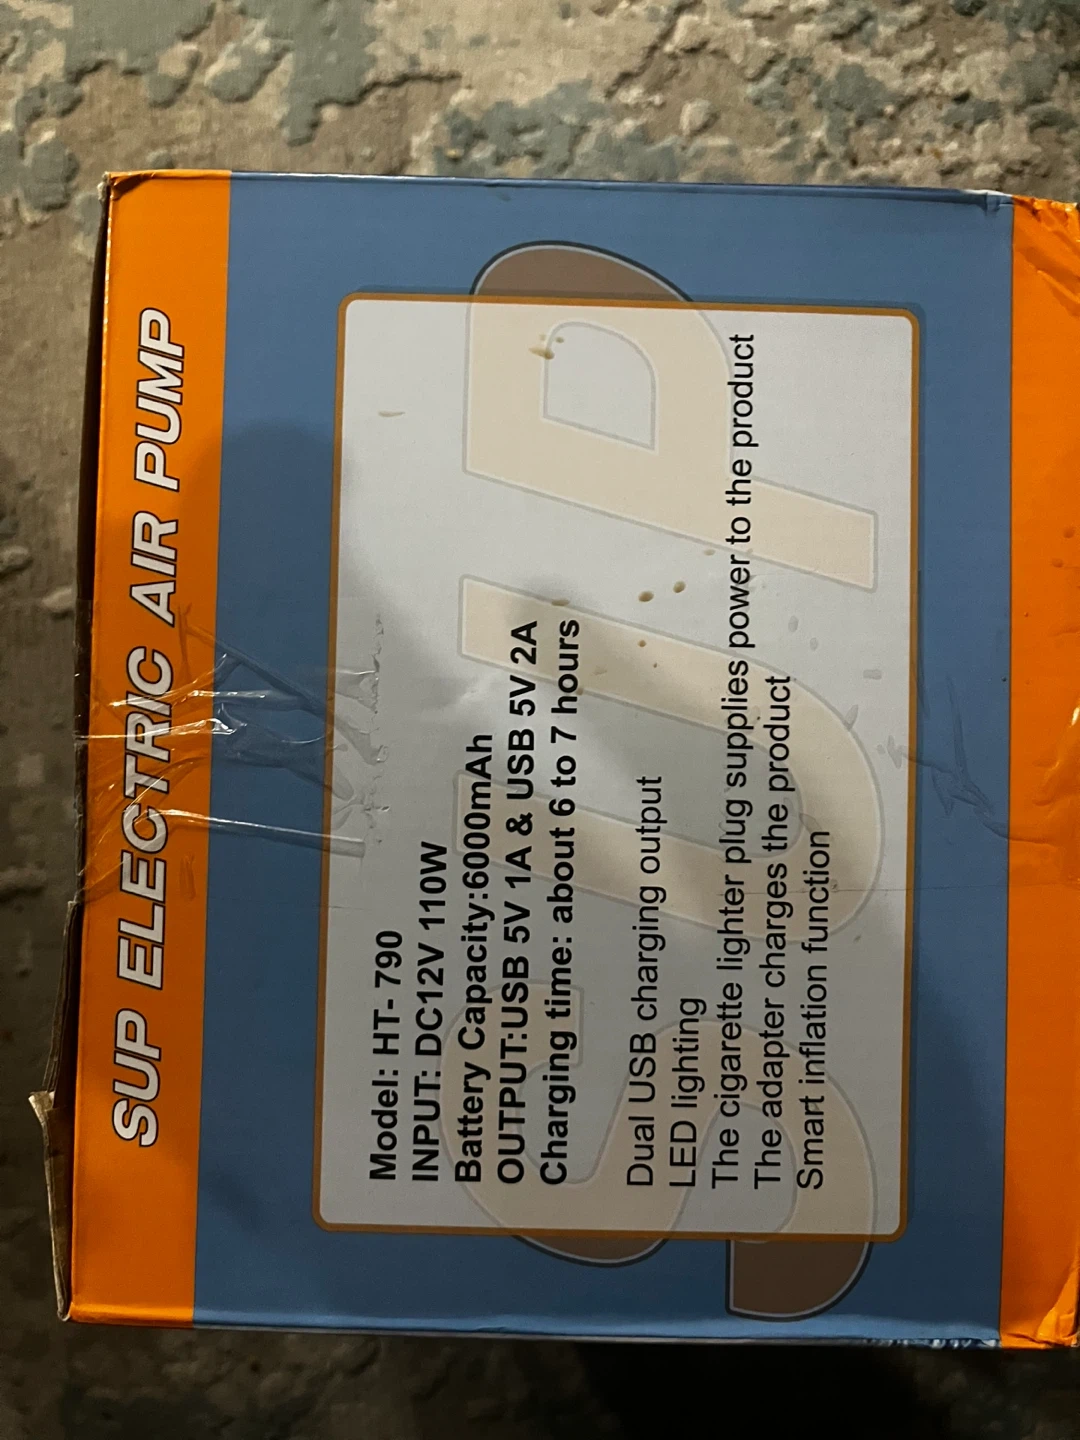 SUP ELECTRIC AIR PUMP
SUP
Model: HT-790
INPUT: DC12V 110W
Battery Capacity:6000mAh
OUTPUT:USB 5V 1A & USB 5V 2A
Charging time: about 6 to 7 hours
Dual USB charging output
LED lighting
The cigarette lighter plug supplies power to the product
The adapter charges the product
Smart inflation function